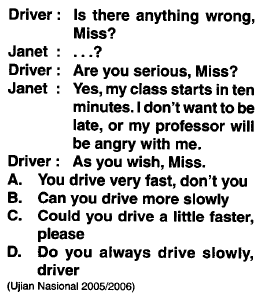 Driver : Is there anything wrong,
Miss?
Janet : ...?
Driver : Are you serious, Miss?
Janet : Yes, my class starts in ten
minutes. I don't want to be
late, or my professor will
be angry with me.
Driver : As you wish, Miss.
A. You drive very fast, don't you
B. Can you drive more slowly
C. Could you drive a little faster,
please
D. Do you always drive slowly,
driver
(Ujian Nasional 2005/2006)